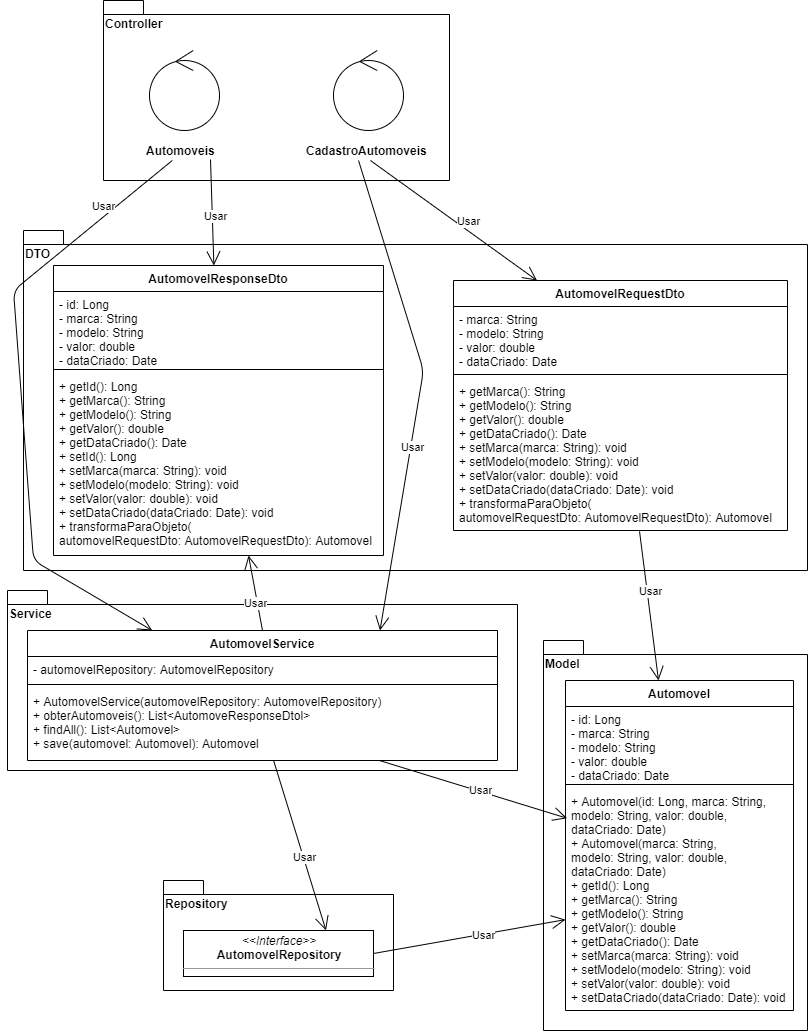 Controller
Automoveis
CadastroAutomoveis
Usar
Usar
Usar
DTO
AutomovelResponseDto
- id: Long
- marca: String
- modelo: String
- valor: double
- dataCriado: Date
+ getId(): Long
+ getMarca(): String
+ getModelo(): String
+ getValor(): double
+ getDataCriado(): Date
+ setId(): Long
+ setMarca(marca: String): void
+ setModelo(modelo: String): void
+ setValor(valor: double): void
+ setDataCriado(dataCriado: Date): void
+ transformaParaObjeto(
automovelRequestDto: AutomovelRequestDto): Automovel
Usar
AutomovelRequestDto
- marca: String
- modelo: String
- valor: double
- dataCriado: Date
+ getMarca(): String
+ getModelo(): String
+ getValor(): double
+ getDataCriado(): Date
+ setMarca(marca: String): void
+ setModelo(modelo: String): void
+ setValor(valor: double): void
+ setDataCriado(dataCriado: Date): void
+ transformaParaObjeto(
automovelRequestDto: AutomovelRequestDto): Automovel
Usar
Usar
Service
AutomovelService
- automovelRepository: AutomovelRepository
+ AutomovelService(automovelRepository: AutomovelRepository)
+ obterAutomoveis(): List<AutomoveResponseDtol>
+ findAll(): List<Automovel>
+ save(automovel: Automovel): Automovel
Usar
Usar
Model
Automovel
- id: Long
- marca: String
- modelo: String
- valor: double
- dataCriado: Date
+ Automovel(id: Long, marca: String,
modelo: String, valor: double,
dataCriado: Date)
+ Automovel(marca: String,
modelo: String, valor: double,
dataCriado: Date)
+ getId(): Long
+ getMarca(): String
+ getModelo(): String
+ getValor(): double
+ getDataCriado(): Date
+ setMarca(marca: String): void
+ setModelo(modelo: String): void
+ setValor(valor: double): void
+ setDataCriado(dataCriado: Date): void
Repository
<<Interface>>
AutomovelRepository
Usar